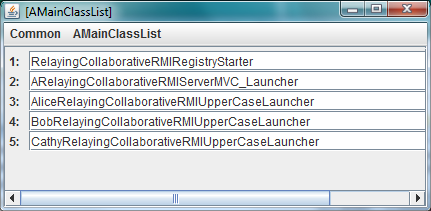 [AMainClassList]
Common AMainClassList
1: RelayingCollaborativeRMIRegistryStarter
2: ARelayingCollaborativeRMIServerMVC_Launcher
3: AliceRelayingCollaborativeRMIUpperCaseLauncher
4: BobRelayingCollaborativeRMIUpperCaseLauncher
5: CathyRelayingCollaborativeRMIUpperCaseLauncher